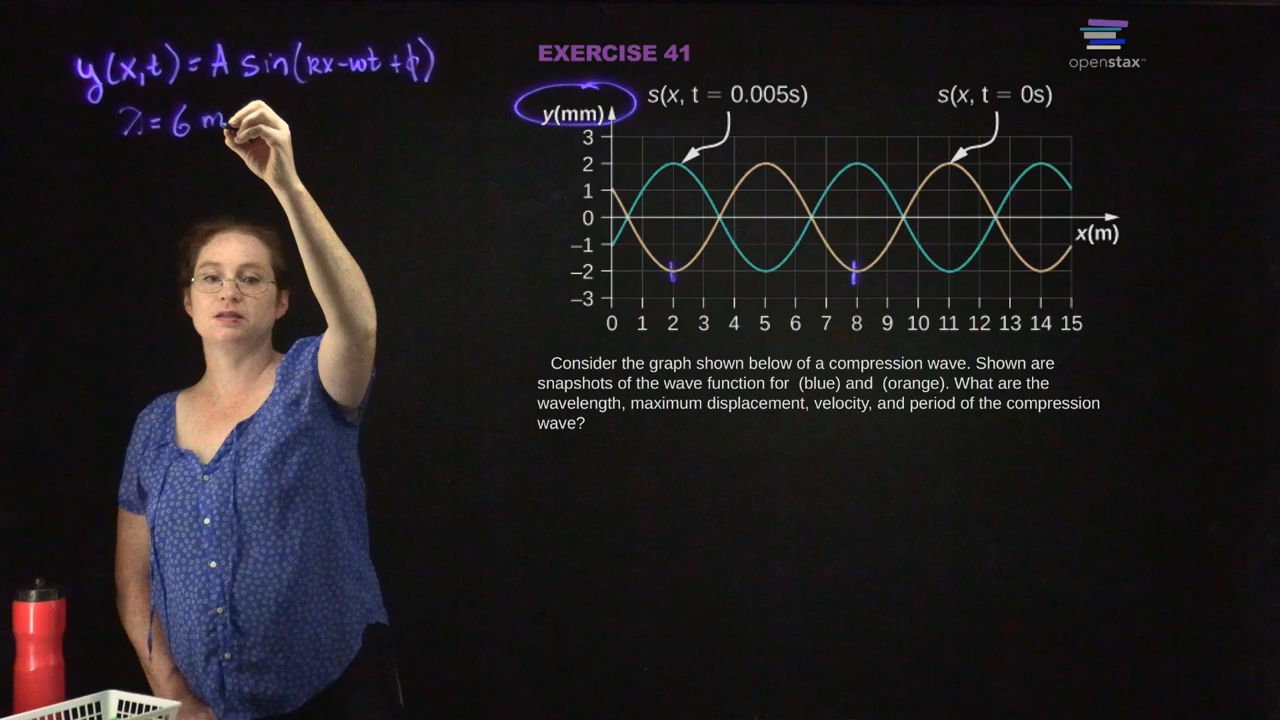 y(x,t) = A sin(kx-wt +ϕ)
λ = 6 m
EXERCISE 41
openstax™
s(x, t = 0.005s)
s(x, t = 0s)
y(mm)
3
2
1
0
–1
–2
–3
x(m)
0 1 2 3 4 5 6 7 8 9 10 11 12 13 14 15
Consider the graph shown below of a compression wave. Shown are
snapshots of the wave function for (blue) and (orange). What are the
wavelength, maximum displacement, velocity, and period of the compression
wave?